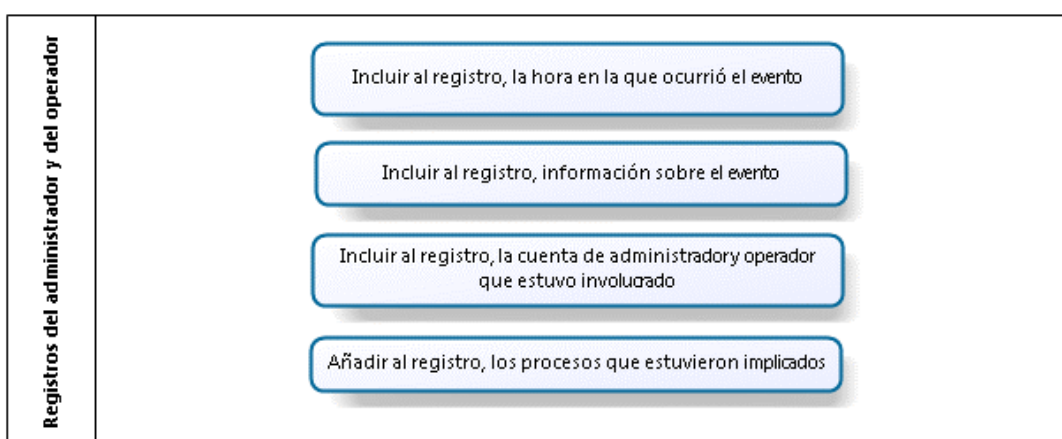 Registros del administrador y del operador
Incluir al registro, la hora en la que ocurrió el evento
Incluir al registro, información sobre el evento
Incluir al registro, la cuenta de administrador y operador
que estuvo involucrado
Añadir al registro, los procesos que estuvieron implicados